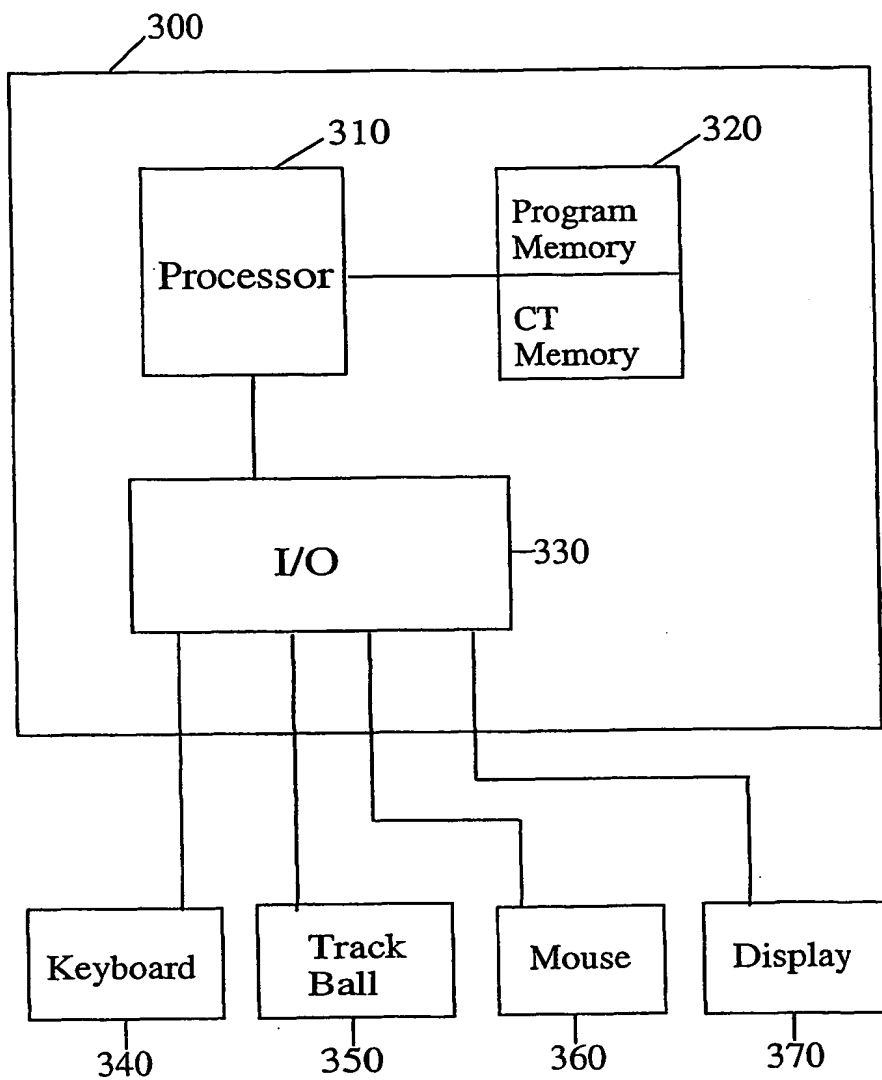 300
310
320
Processor
Program
Memory
CT
Memory
I/O
330
Keyboard
Track
Ball
Mouse
Display
340
350
360
370